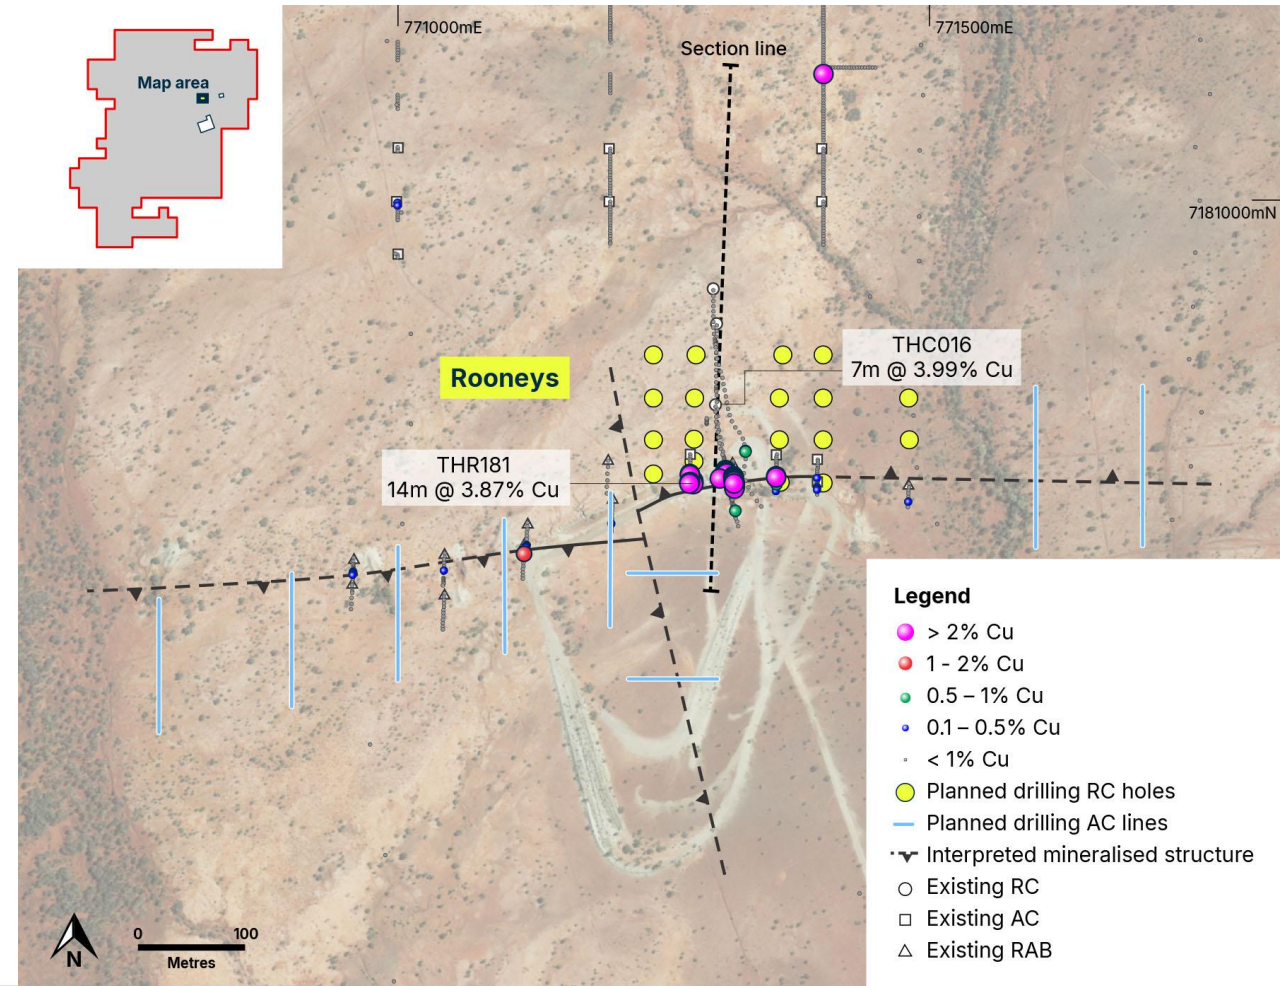 771000mE
771500mE
Section line
Map area
7181000mN
THC016
7m @ 3.99% Cu
Rooneys
THR181
14m @ 3.87% Cu
Legend
> 2% Cu
1 - 2% Cu
0.5 – 1% Cu
0.1 – 0.5% Cu
< 1% Cu
Planned drilling RC holes
Planned drilling AC lines
Interpreted mineralised structure
Existing RC
Existing AC
Existing RAB
0 100
Metres
N